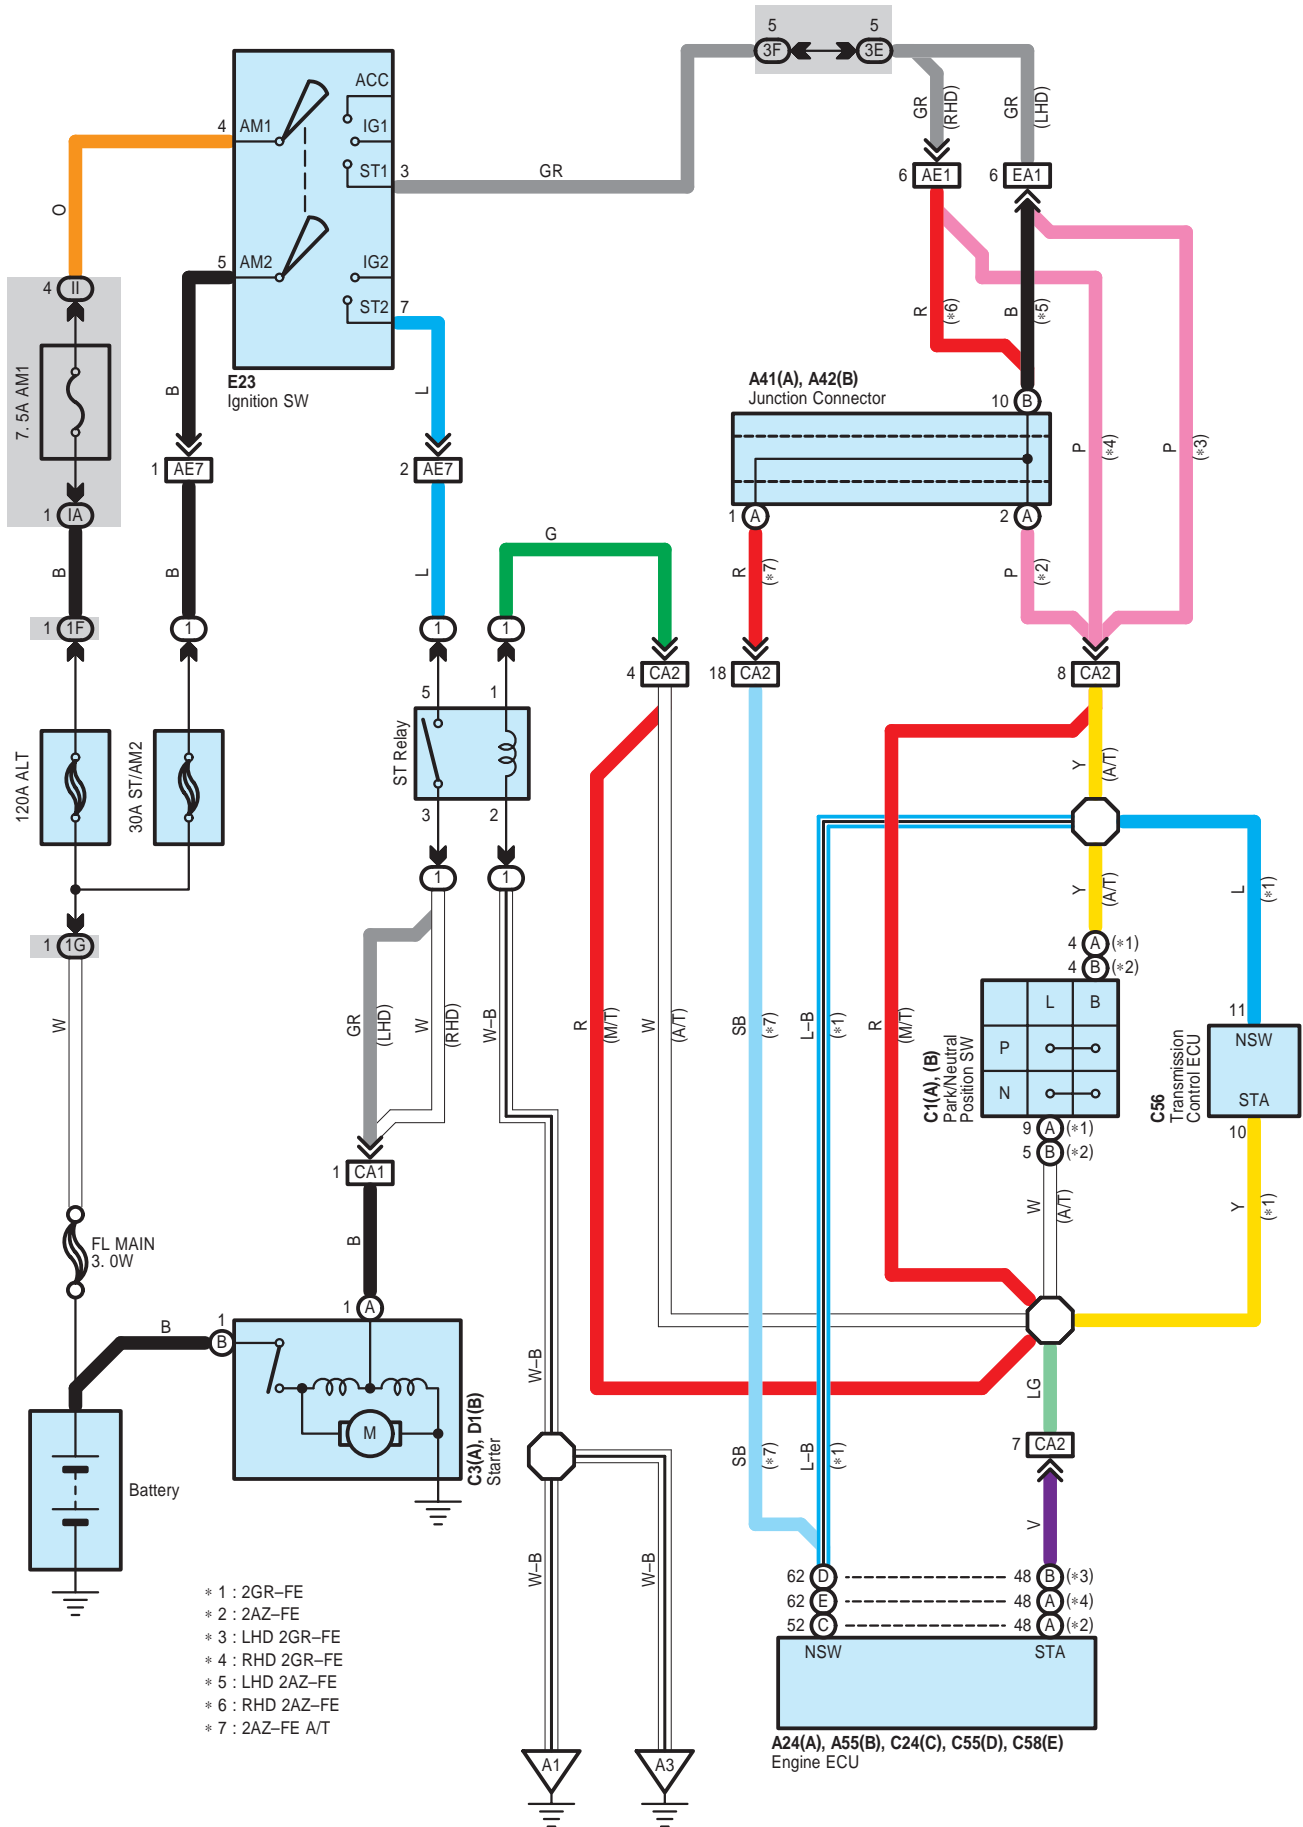 5 5
3F 3E
ACC
4 AM1
IG1
ST1 3
GR
GR
(RHD)
GR
(LHD)
6 AE1
6 EA1
O
5 AM2
IG2
ST2 7
4 II
7. 5A AM1
1 IA
E23
Ignition SW
B
L
R
(*6)
B
(*5)
P
(*4)
P
(*3)
A41(A), A42(B)
Junction Connector
10 B
1 AE7
2 AE7
1 A
2 A
B
B
L
G
R
(*7)
P
(*2)
1 1F
1
1
1
4 CA2
18 CA2
8 CA2
5 1
ST Relay
3 2
120A ALT
30A ST/AM2
Y
(A/T)
1
1
Y
(A/T)
L
(*1)
1 1G
4 A (*1)
4 B (*2)
L B
P
N
C1(A), (B)
Park/Neutral
Position SW
9 A (*1)
5 B (*2)
11
NSW
STA
10
C56
Transmission
Control ECU
W
GR
(LHD)
W
(RHD)
W–B
R
(M/T)
W
(A/T)
SB
(*7)
L–B
(*1)
R
(M/T)
W
(A/T)
Y
(*1)
1 CA1
B
FL MAIN
3. 0W
1 A
B
1
B
M
C3(A), D1(B)
Starter
W–B
LG
7 CA2
Battery
SB
(*7)
L–B
(*1)
V
W–B
W–B
62 D 48 B (*3)
62 E 48 A (*4)
52 C 48 A (*2)
NSW STA
A24(A), A55(B), C24(C), C55(D), C58(E)
Engine ECU
* 1 : 2GR–FE
* 2 : 2AZ–FE
* 3 : LHD 2GR–FE
* 4 : RHD 2GR–FE
* 5 : LHD 2AZ–FE
* 6 : RHD 2AZ–FE
* 7 : 2AZ–FE A/T
A1
A3